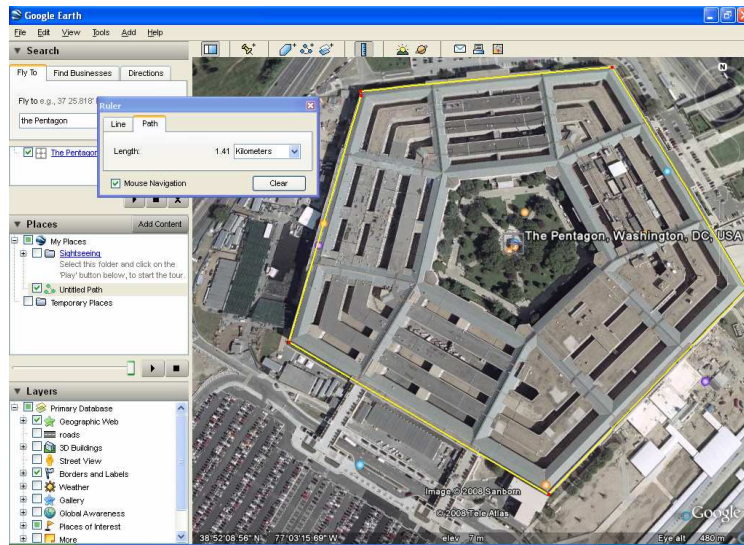 Google Earth
File Edit View Tools Add Help
Search
Fly To Find Businesses Directions
Fly to e.g., 37 25.818'
the Pentagon
The Pentagon
Ruler
Line Path
Length: 1.41 Kilometers
Mouse Navigation Clear
Places Add Content
My Places
Sightseeing
Select this folder and click on the
'Play' button below, to start the tour.
Untitled Path
Temporary Places
Layers
Primary Database
Geographic Web
roads
3D Buildings
Street View
Borders and Labels
Weather
Gallery
Global Awareness
Places of Interest
More
N
The Pentagon, Washington, DC, USA
Image © 2008 Sanborn
© 2008 Tele Atlas
Google
38°52'08.56" N 77°03'15.69" W elev 7 m Eye alt 480 m